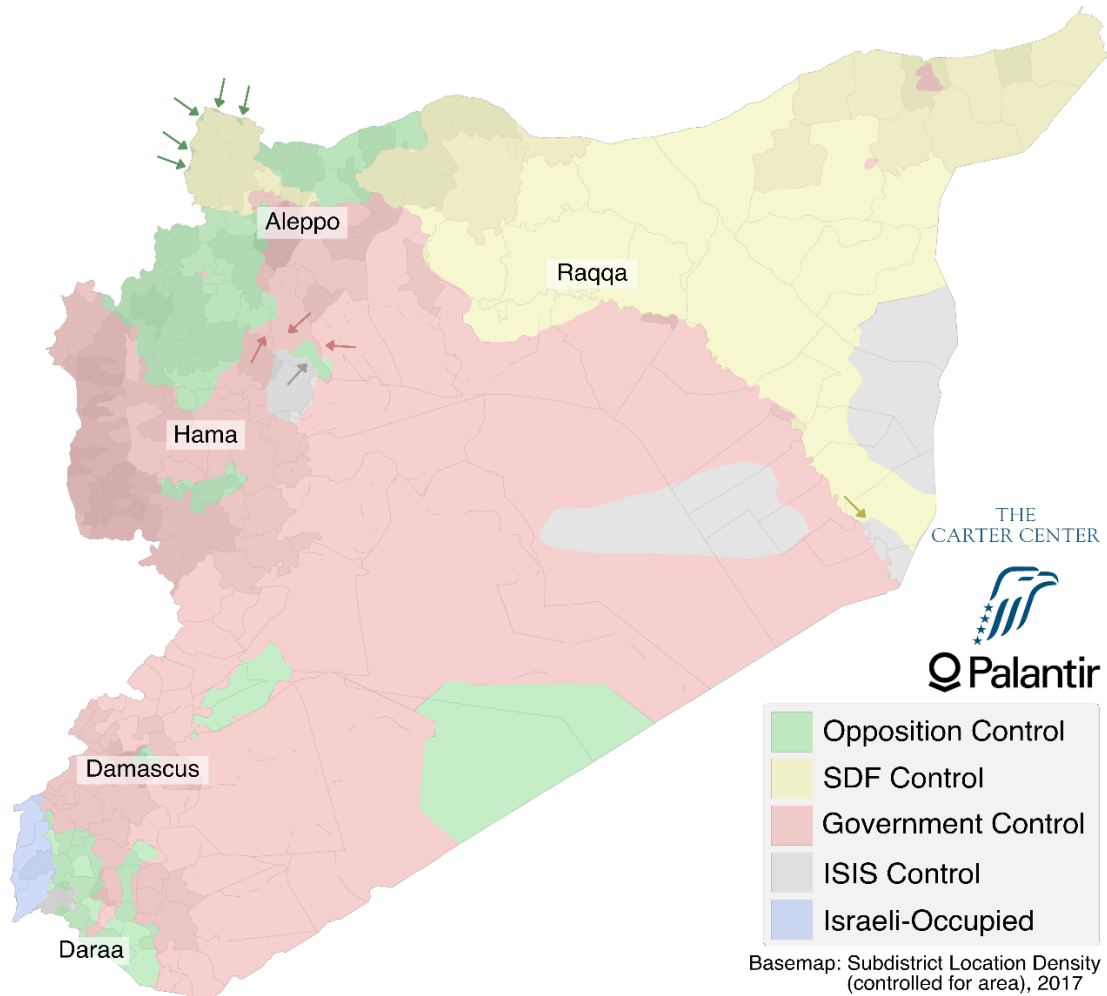 Aleppo
Raqqa
Hama
Damascus
Daraa
THE
CARTER CENTER
Palantir
Opposition Control
SDF Control
Government Control
ISIS Control
Israeli-Occupied
Basemap: Subdistrict Location Density
(controlled for area), 2017